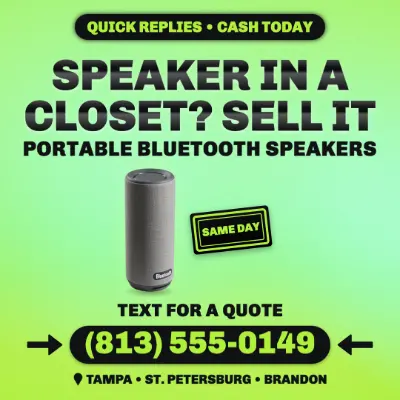 QUICK REPLIES • CASH TODAY
SPEAKER IN A
CLOSET? SELL IT
PORTABLE BLUETOOTH SPEAKERS
Bluetooth
SAME DAY
TEXT FOR A QUOTE
(813) 555-0149
TAMPA • ST. PETERSBURG • BRANDON